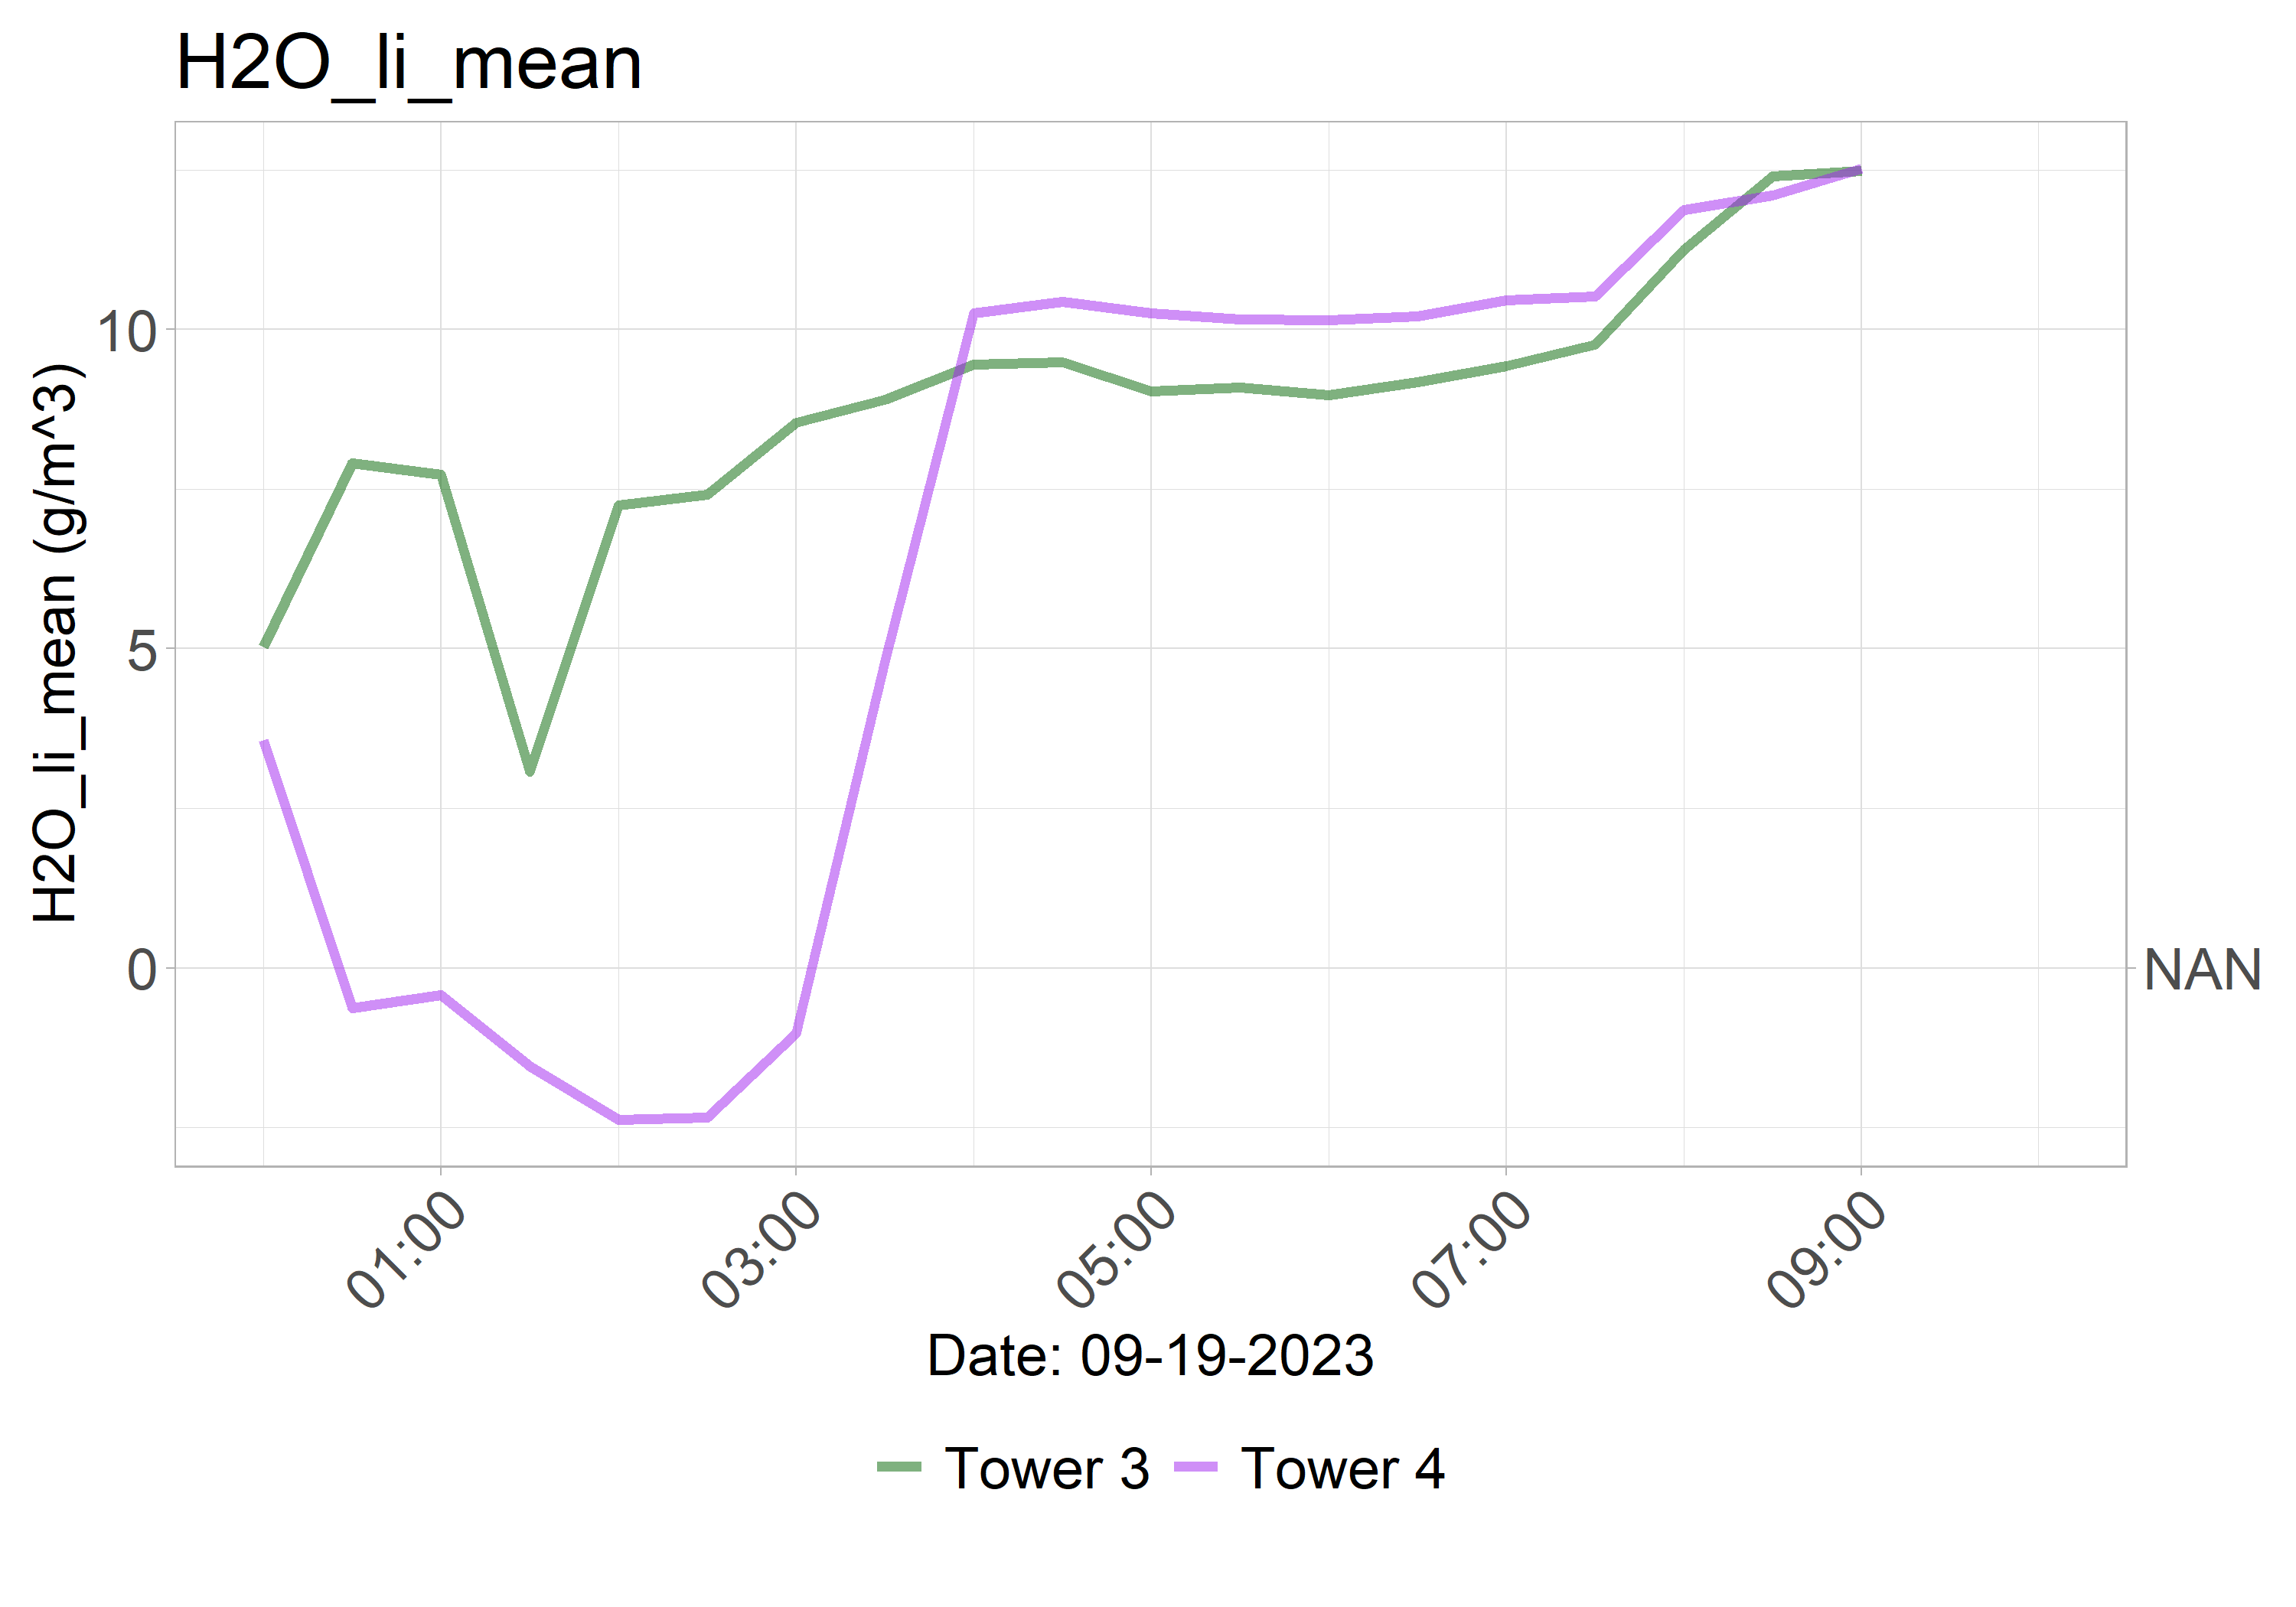 H2O_li_mean
H2O_li_mean (g/m^3)
10
5
0
NAN
01:00
03:00
05:00
07:00
09:00
Date: 09-19-2023
Tower 3
Tower 4